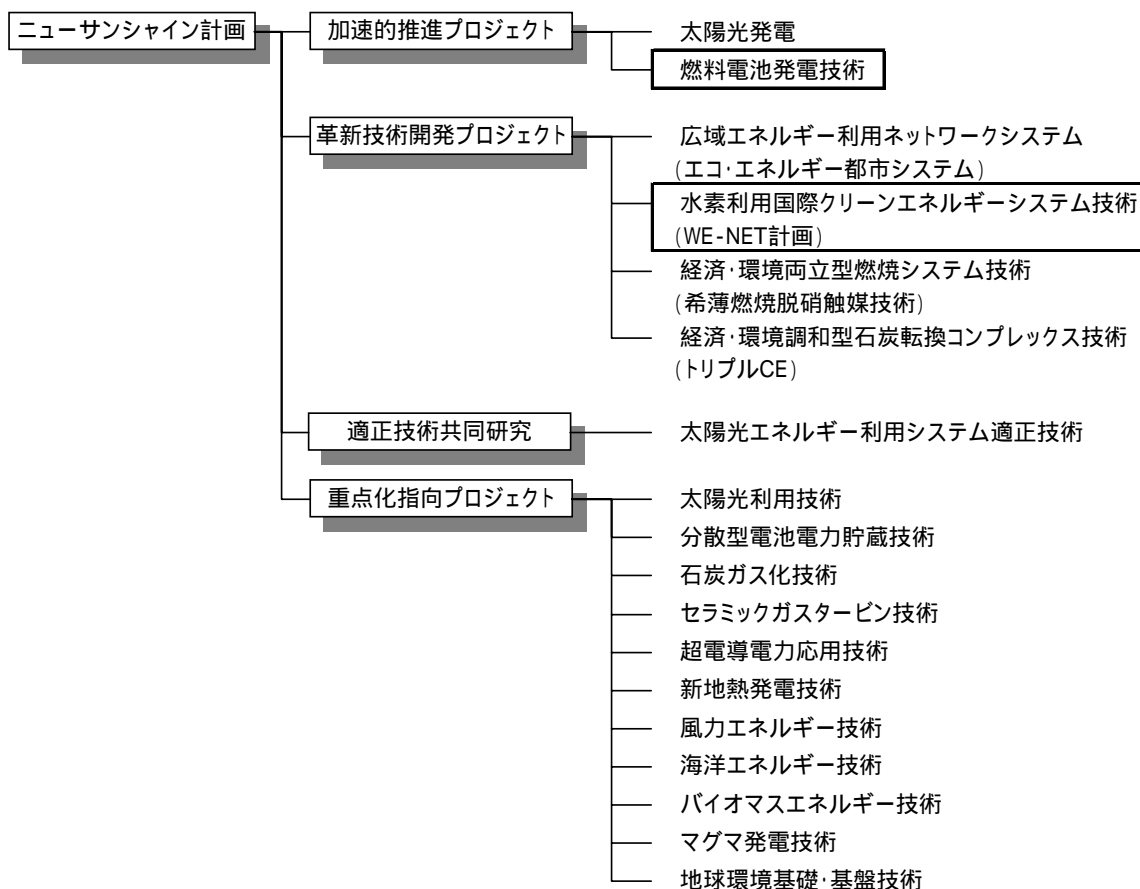 ニューサンシャイン計画
加速的推進プロジェクト
太陽光発電
燃料電池発電技術
革新技術開発プロジェクト
広域エネルギー利用ネットワークシステム
(エコ・エネルギー都市システム)
水素利用国際クリーンエネルギーシステム技術
(WE-NET計画)
経済・環境両立型燃焼システム技術
(希薄燃焼脱硝触媒技術)
経済・環境調和型石炭転換コンプレックス技術
(トリプルCE)
適正技術共同研究
太陽光エネルギー利用システム適正技術
重点化指向プロジェクト
太陽光利用技術
分散型電池電力貯蔵技術
石炭ガス化技術
セラミックガスタービン技術
超電導電力応用技術
新地熱発電技術
風力エネルギー技術
海洋エネルギー技術
バイオマスエネルギー技術
マグマ発電技術
地球環境基礎・基盤技術